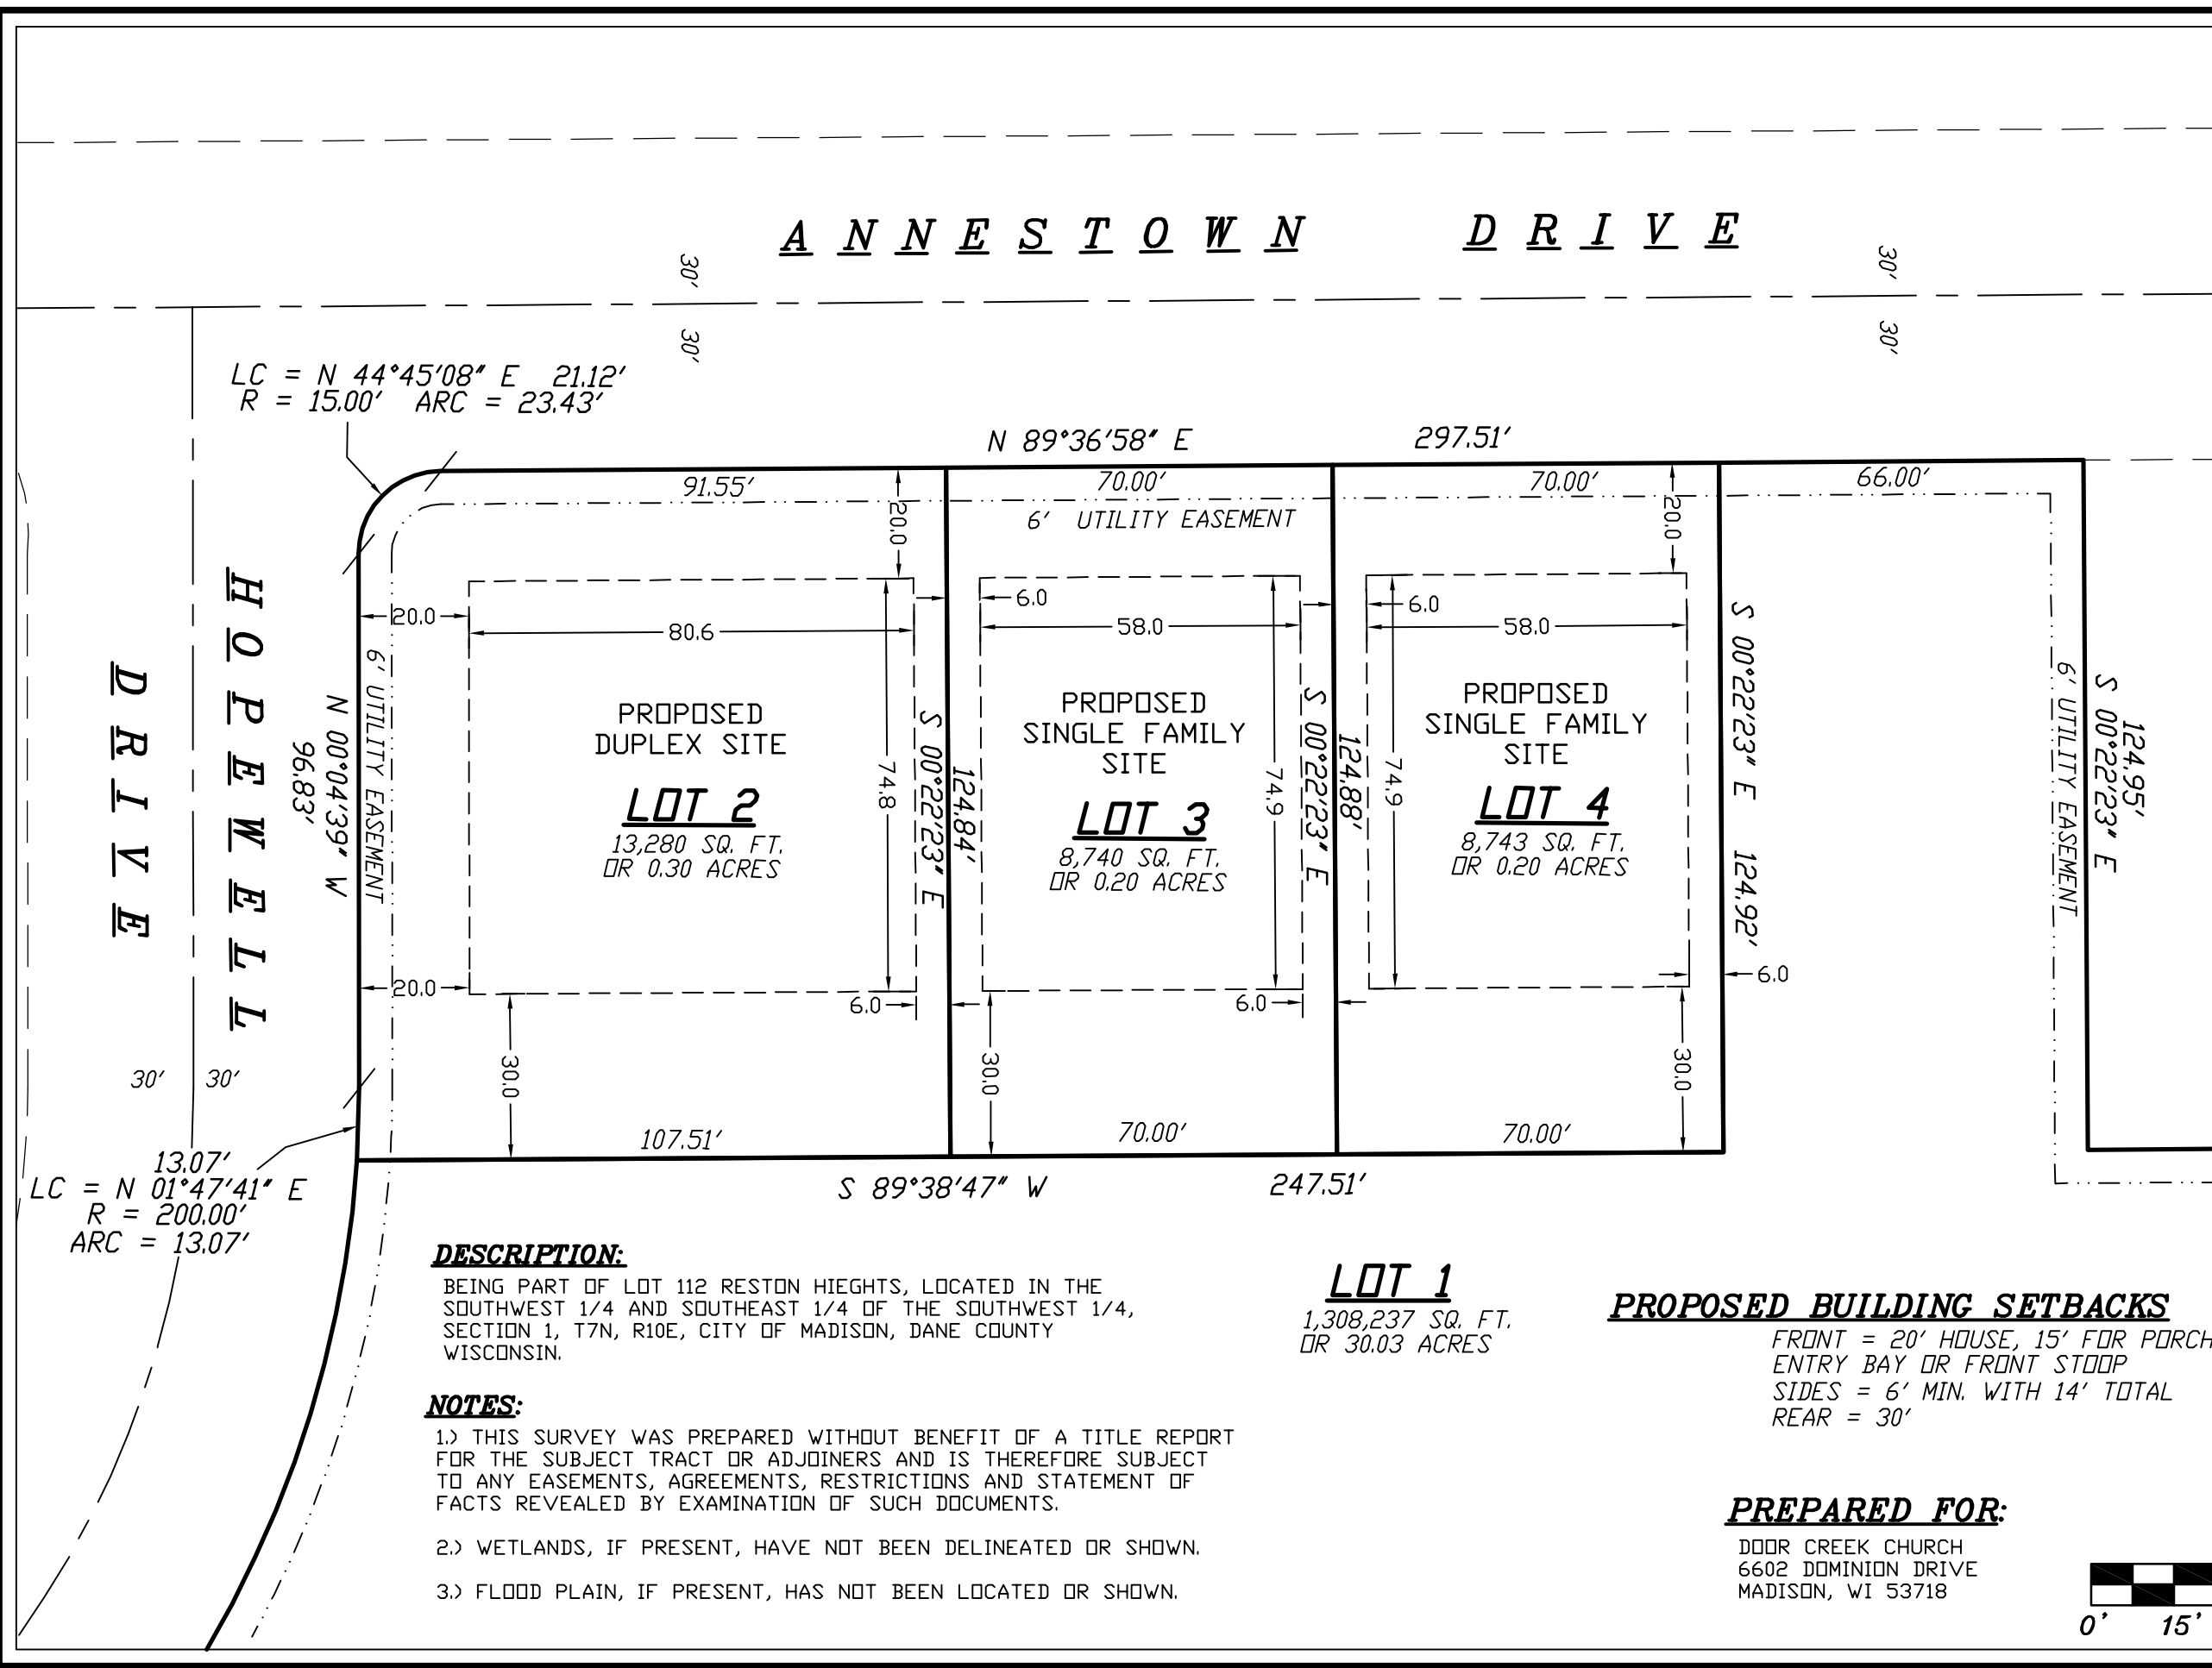 ANNESTOWN DRIVE
30'
30'
30'
30'
LC = N 44°45'08" E 21.12'
R = 15.00' ARC = 23.43'
N 89°36'58" E 297.51'
91.55'
70.00'
70.00'
66.00'
6' UTILITY EASEMENT
20.0
20.0
HOPEWELL
DRIVE
N 00°04'39" W
96.83'
6' UTILITY EASEMENT
20.0
80.6
6.0
58.0
6.0
58.0
PROPOSED
DUPLEX SITE
LOT 2
13,280 SQ. FT.
OR 0.30 ACRES
74.8
S 00°22'23" E
124.84'
PROPOSED
SINGLE FAMILY
SITE
LOT 3
8,740 SQ. FT.
OR 0.20 ACRES
74.9
S 00°22'23" E
124.88'
74.9
PROPOSED
SINGLE FAMILY
SITE
LOT 4
8,743 SQ. FT.
OR 0.20 ACRES
S 00°22'23" E 124.92'
6' UTILITY EASEMENT
S 00°22'23" E
124.95'
20.0
6.0
6.0
6.0
30.0
30.0
30.0
30' 30'
107.51'
70.00'
70.00'
13.07'
LC = N 01°47'41" E
R = 200.00'
ARC = 13.07'
S 89°38'47" W 247.51'
DESCRIPTION:
BEING PART OF LOT 112 RESTON HIEGHTS, LOCATED IN THE
SOUTHWEST 1/4 AND SOUTHEAST 1/4 OF THE SOUTHWEST 1/4,
SECTION 1, T7N, R10E, CITY OF MADISON, DANE COUNTY
WISCONSIN.
LOT 1
1,308,237 SQ. FT.
OR 30.03 ACRES
PROPOSED BUILDING SETBACKS
FRONT = 20' HOUSE, 15' FOR PORCH
ENTRY BAY OR FRONT STOOP
SIDES = 6' MIN. WITH 14' TOTAL
REAR = 30'
NOTES:
1.) THIS SURVEY WAS PREPARED WITHOUT BENEFIT OF A TITLE REPORT
FOR THE SUBJECT TRACT OR ADJOINERS AND IS THEREFORE SUBJECT
TO ANY EASEMENTS, AGREEMENTS, RESTRICTIONS AND STATEMENT OF
FACTS REVEALED BY EXAMINATION OF SUCH DOCUMENTS.
2.) WETLANDS, IF PRESENT, HAVE NOT BEEN DELINEATED OR SHOWN.
3.) FLOOD PLAIN, IF PRESENT, HAS NOT BEEN LOCATED OR SHOWN.
PREPARED FOR:
DOOR CREEK CHURCH
6602 DOMINION DRIVE
MADISON, WI 53718
0' 15'